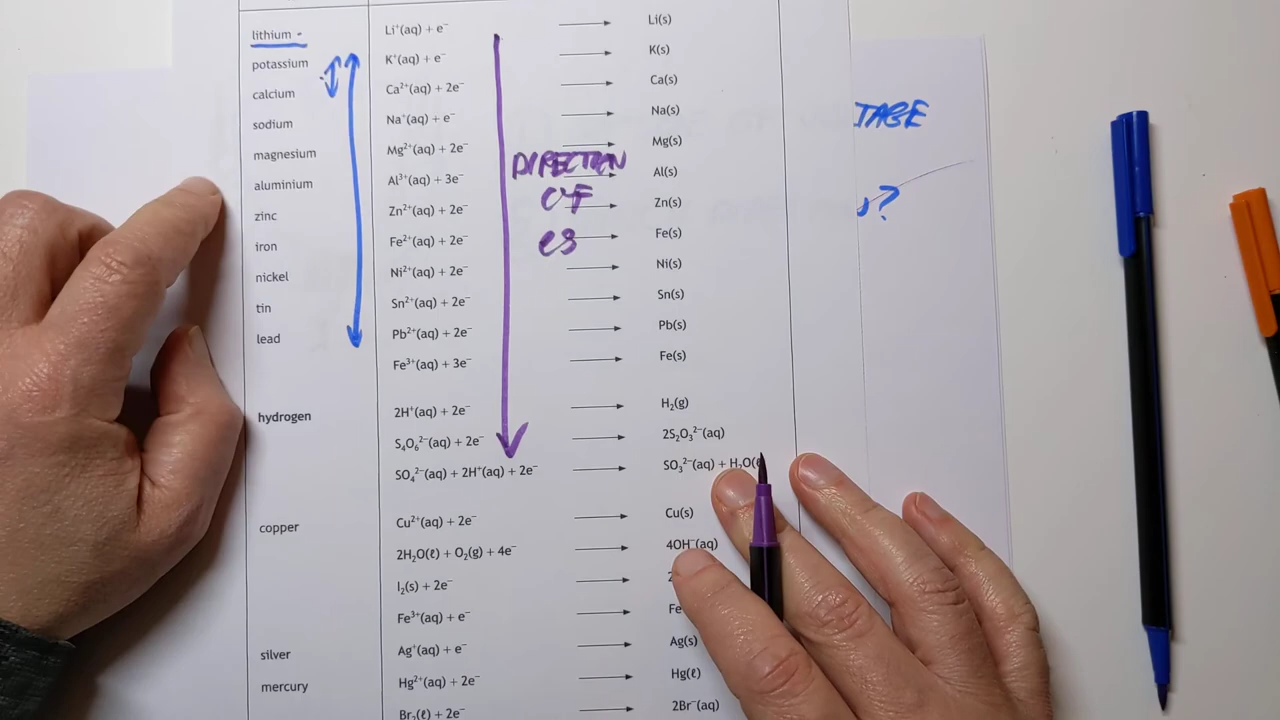 lithium Li⁺(aq) + e⁻ Li(s)
potassium K⁺(aq) + e⁻ K(s)
calcium Ca²⁺(aq) + 2e⁻ Ca(s)
TAGE
sodium Na⁺(aq) + e⁻ Na(s)
magnesium Mg²⁺(aq) + 2e⁻ Mg(s)
DIRECTION
aluminium Al³⁺(aq) + 3e⁻ Al(s)
OF
zinc Zn²⁺(aq) + 2e⁻ Zn(s)
?
iron Fe²⁺(aq) + 2e⁻ Fe(s)
es
nickel Ni²⁺(aq) + 2e⁻ Ni(s)
tin Sn²⁺(aq) + 2e⁻ Sn(s)
lead Pb²⁺(aq) + 2e⁻ Pb(s)
Fe³⁺(aq) + 3e⁻ Fe(s)
hydrogen 2H⁺(aq) + 2e⁻ H₂(g)
S₄O₆²⁻(aq) + 2e⁻ 2S₂O₃²⁻(aq)
SO₄²⁻(aq) + 2H⁺(aq) + 2e⁻ SO₃²⁻(aq) + H₂O(ℓ
copper Cu²⁺(aq) + 2e⁻ Cu(s)
2H₂O(ℓ) + O₂(g) + 4e⁻ 4OH⁻(aq)
I₂(s) + 2e⁻ 2
Fe³⁺(aq) + e⁻ Fe
silver Ag⁺(aq) + e⁻ Ag(s)
mercury Hg²⁺(aq) + 2e⁻ Hg(ℓ)
Br₂(ℓ) + 2e⁻ 2Br⁻(aq)